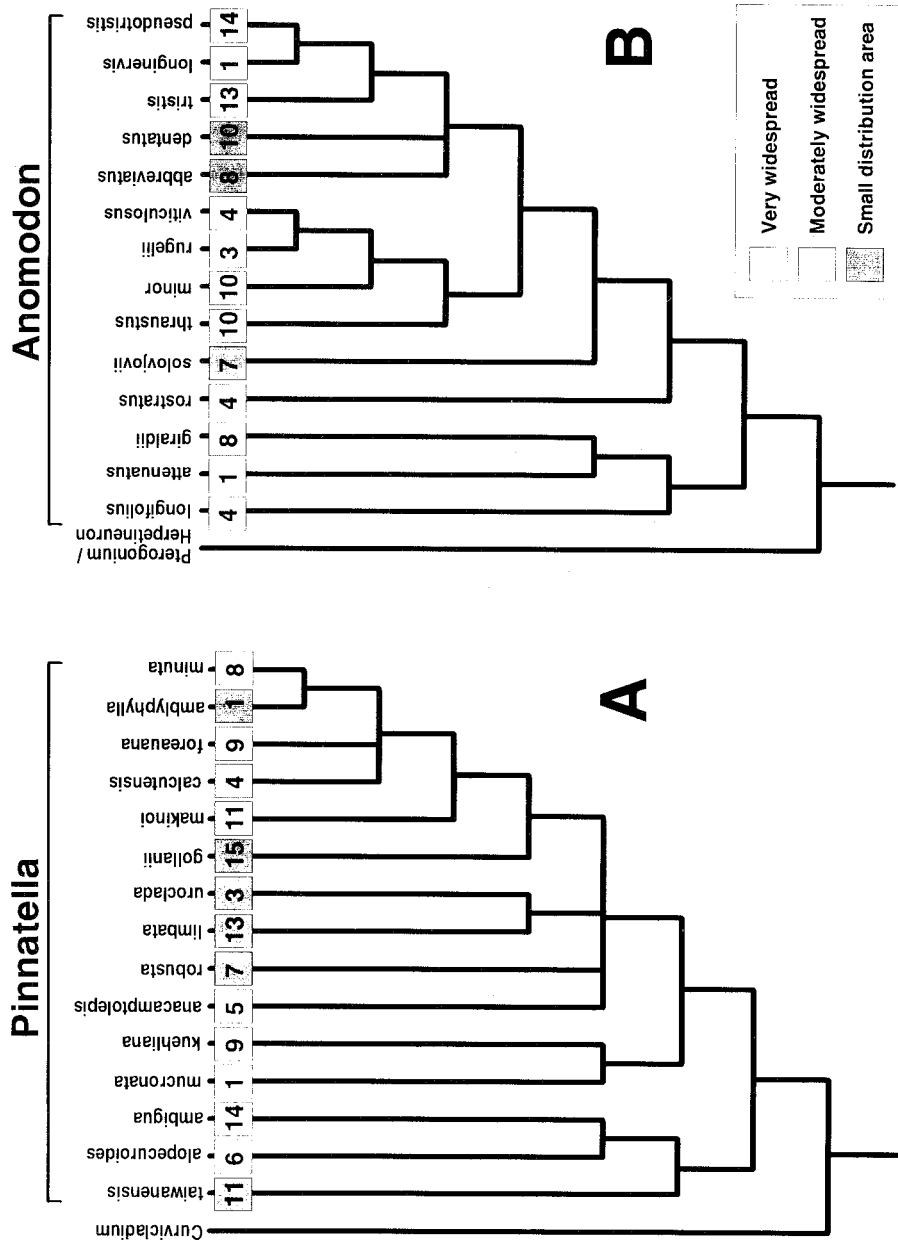 Pinnatella
Curvicladium
taiwanensis
alopecuroides
ambigua
mucronata
kuehliana
anacamptolepis
robusta
limbata
uroclada
gollanii
makinoi
calcutensis
foreauana
amblyphylla
minuta
11
6
14
1
9
5
7
13
3
15
11
4
9
1
8
A
Anomodon
Pterogonium /
Herpetineuron
longifolius
attenuatus
giraldii
rostratus
solovjovii
thraustus
minor
rugelii
viticulosus
abbreviatus
dentatus
tristis
longinervis
pseudotristis
4
1
8
4
7
10
10
3
4
8
10
13
1
14
B
Very widespread
Moderately widespread
Small distribution area